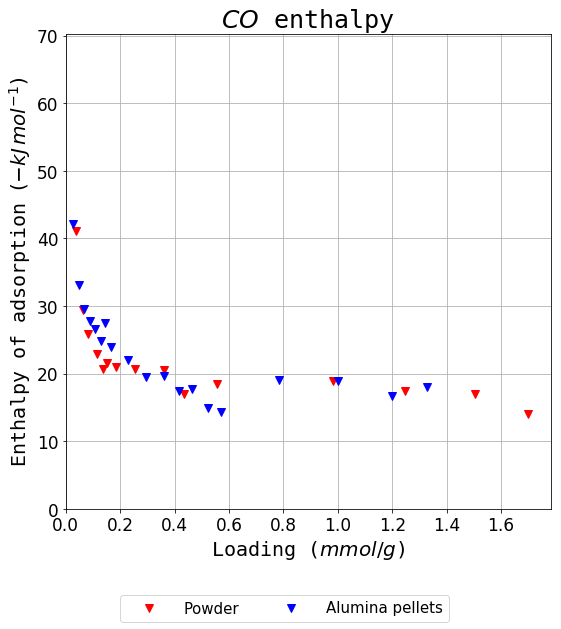 CO enthalpy
70
60
50
40
30
20
10
0
Enthalpy of adsorption (−kJ mol⁻¹)
0.0 0.2 0.4 0.6 0.8 1.0 1.2 1.4 1.6
Loading (mmol/g)
Powder Alumina pellets